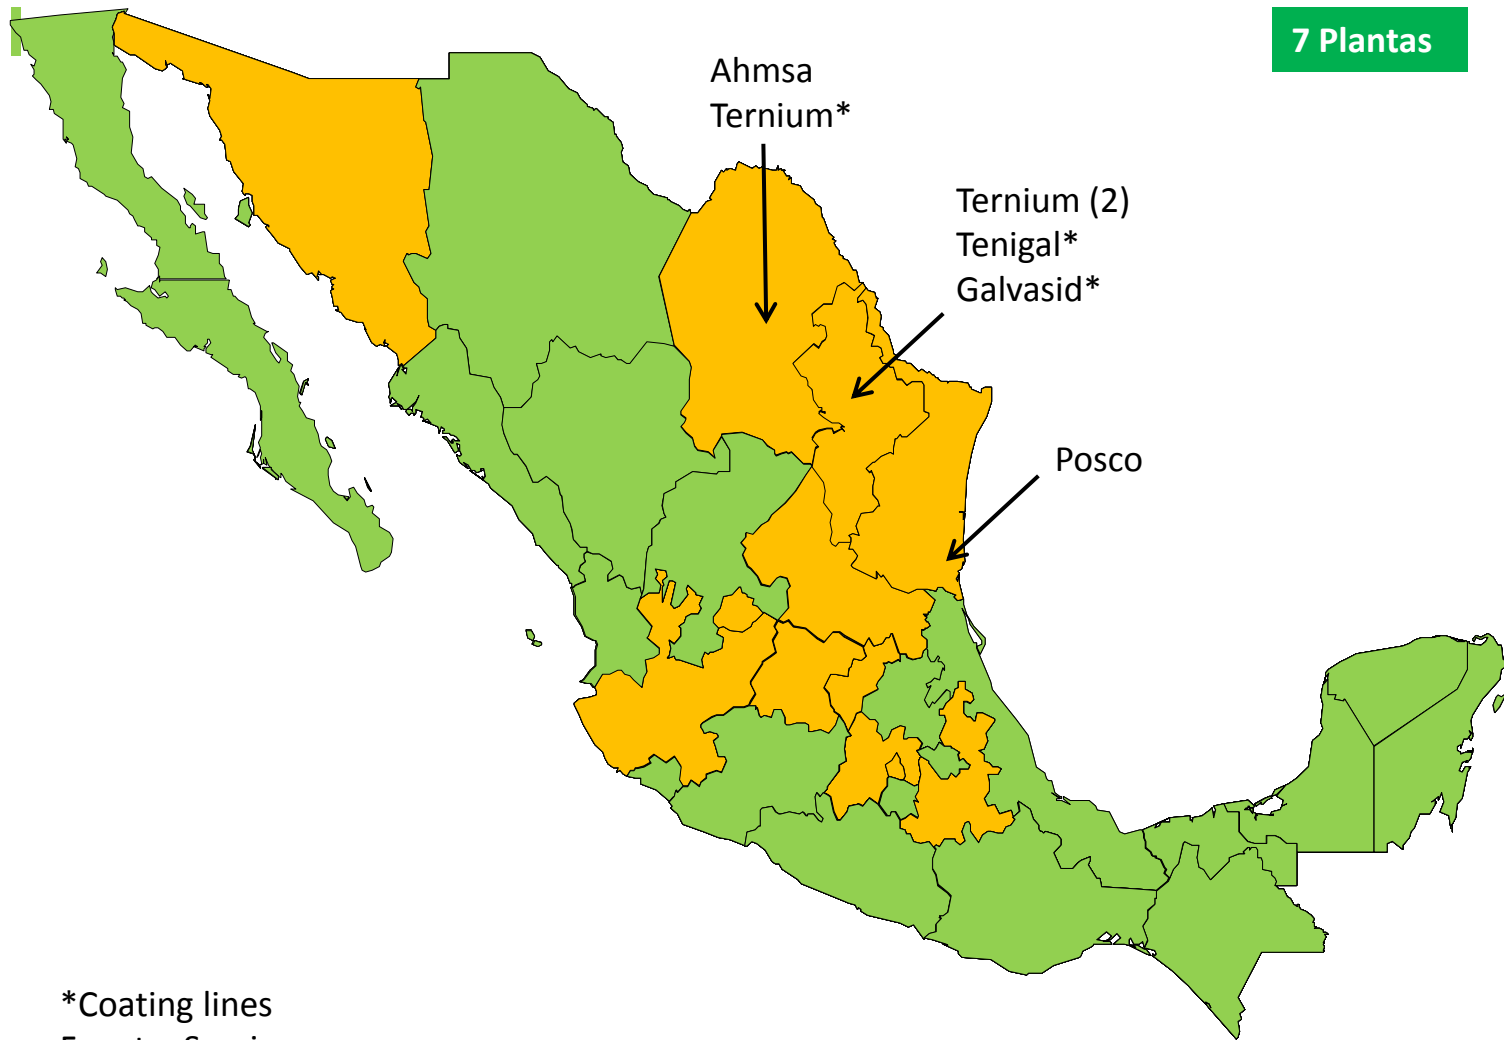 7 Plantas
Ahmsa
Ternium*
Ternium (2)
Tenigal*
Galvasid*
Posco
*Coating lines